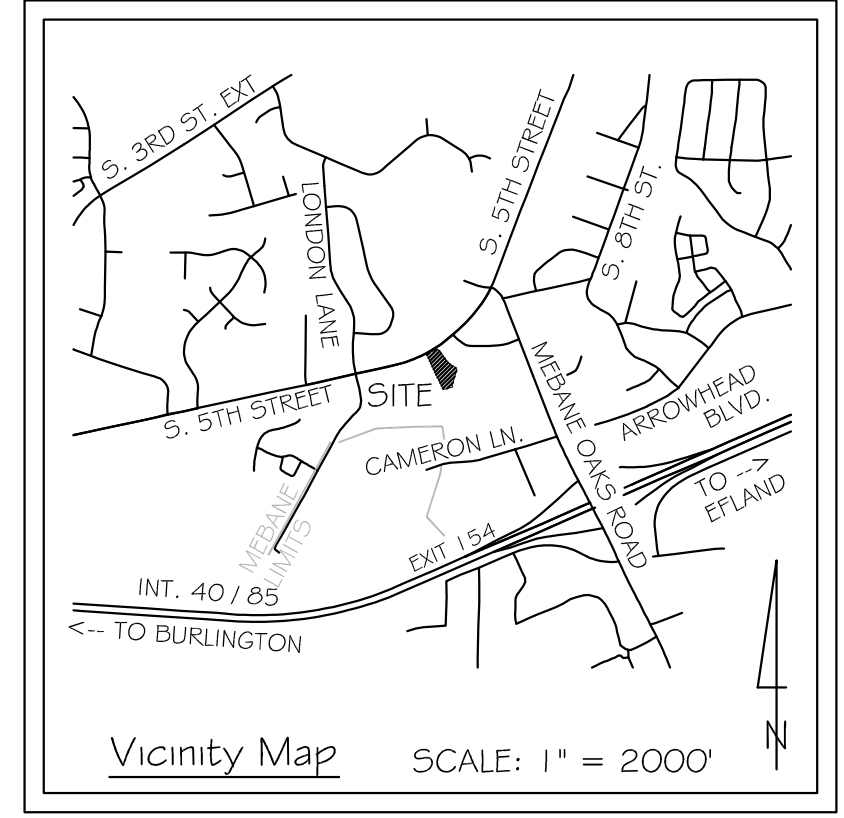 S. 3RD ST. EXT
S. 5TH STREET
S. 8TH ST.
LONDON LANE
MEBANE OAKS ROAD
SITE
S. 5TH STREET
ARROWHEAD
BLVD.
CAMERON LN.
TO -->
EFLAND
MEBANE
LIMITS
EXIT 154
INT. 40 / 85
<-- TO BURLINGTON
N
Vicinity Map
SCALE: 1" = 2000'